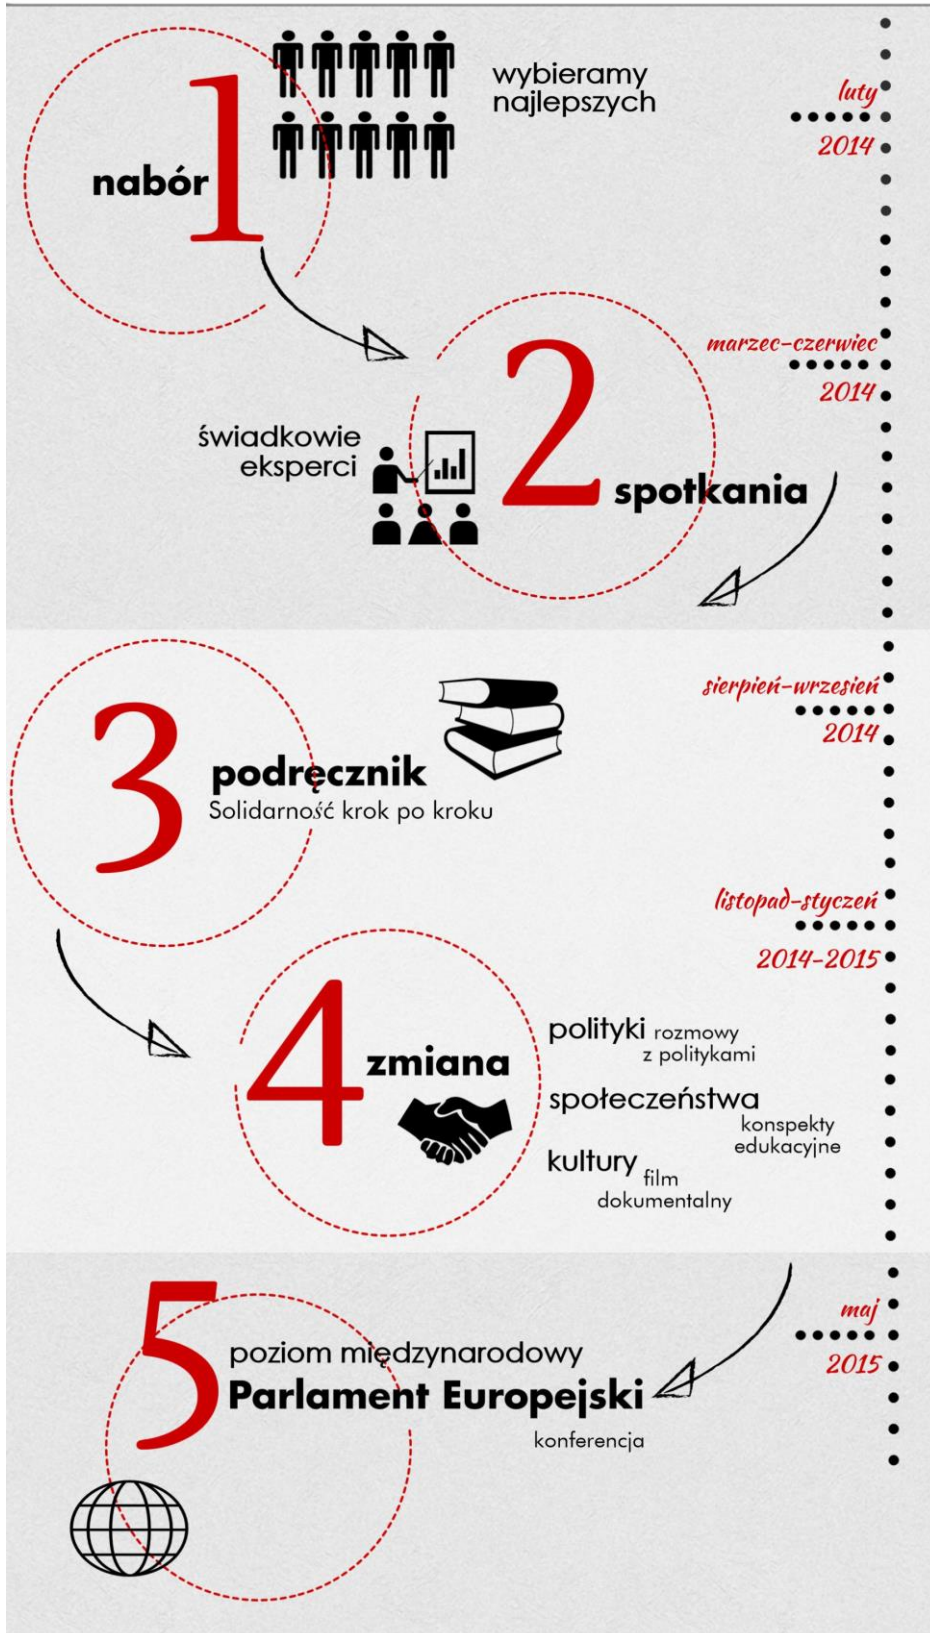 1
nabór
wybieramy
najlepszych
luty
2014
2
spotkania
świadkowie
eksperci
marzec-czerwiec
2014
3
podręcznik
Solidarność krok po kroku
sierpień-wrzesień
2014
listopad-styczeń
2014-2015
4
zmiana
polityki rozmowy
z politykami
społeczeństwa
konspekty
edukacyjne
kultury film
dokumentalny
5
poziom międzynarodowy
Parlament Europejski
konferencja
maj
2015